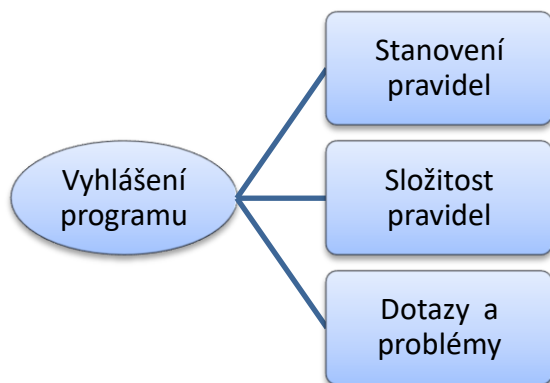 Stanovení
pravidel
Vyhlášení
programu
Složitost
pravidel
Dotazy a
problémy